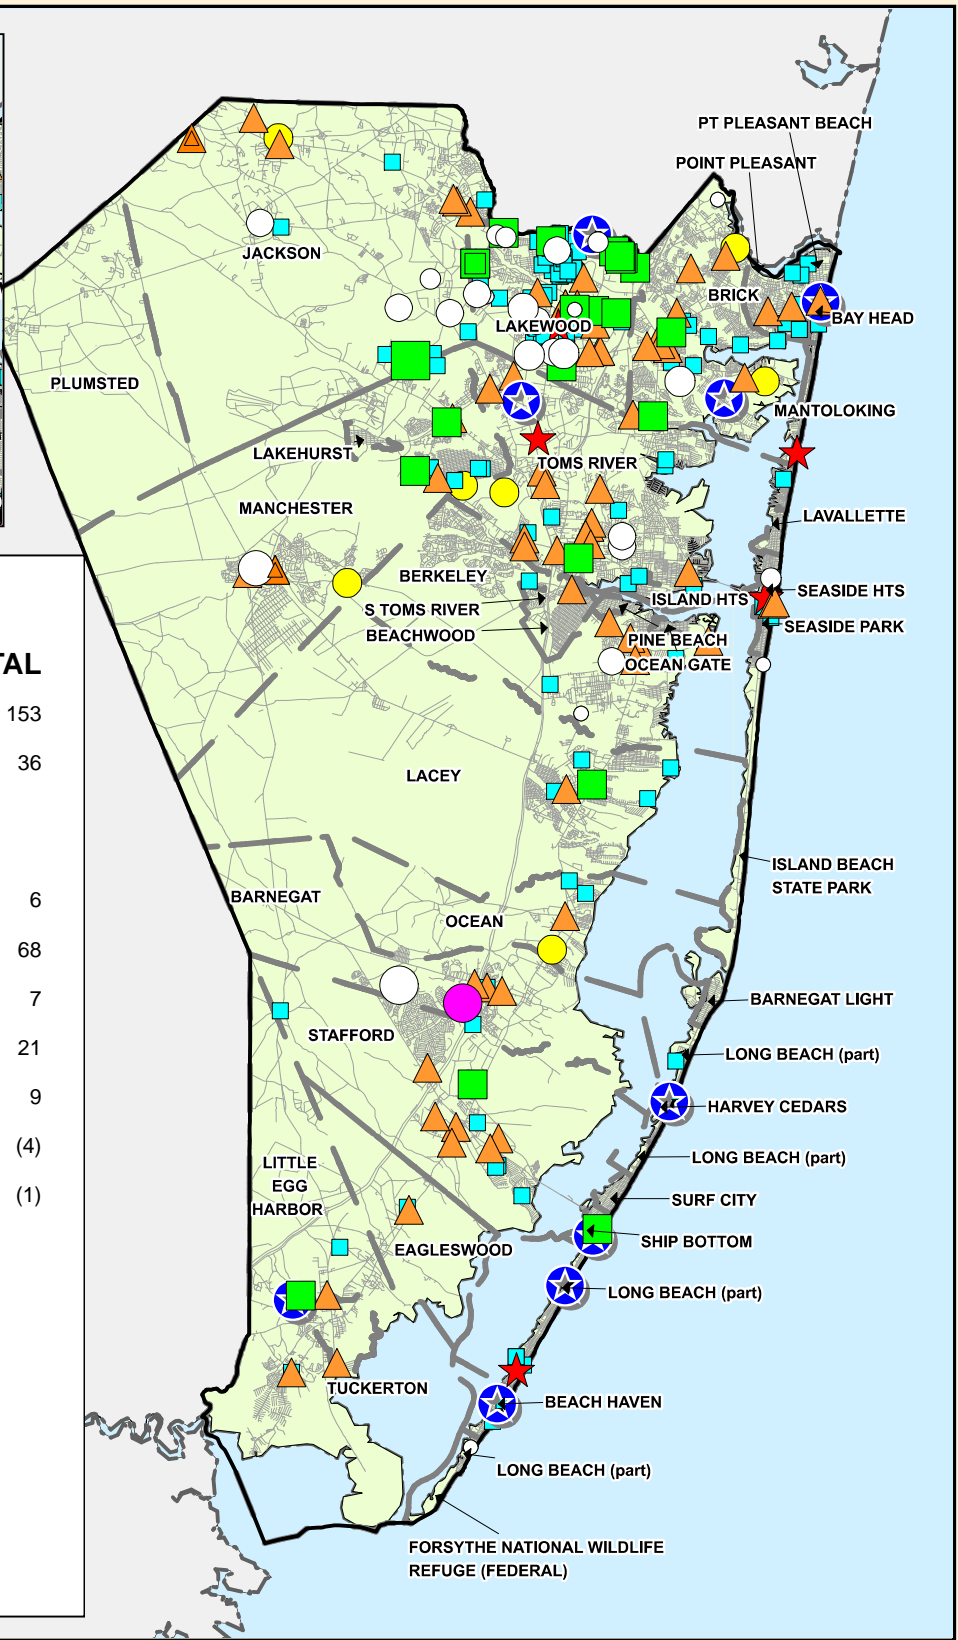 PT PLEASANT BEACH
POINT PLEASANT
JACKSON
BRICK
BAY HEAD
LAKEWOOD
PLUMSTED
MANTOLOKING
LAKEHURST
TOMS RIVER
MANCHESTER
LAVALLETTE
BERKELEY
SEASIDE HTS
ISLAND HTS
S TOMS RIVER
SEASIDE PARK
BEACHWOOD
PINE BEACH
OCEAN GATE
TAL
153
36
LACEY
ISLAND BEACH
STATE PARK
BARNEGAT
6
OCEAN
68
7
BARNEGAT LIGHT
STAFFORD
21
LONG BEACH (part)
9
HARVEY CEDARS
(4)
LONG BEACH (part)
LITTLE
EGG
HARBOR
(1)
SURF CITY
SHIP BOTTOM
EAGLESWOOD
LONG BEACH (part)
TUCKERTON
BEACH HAVEN
LONG BEACH (part)
FORSYTHE NATIONAL WILDLIFE
REFUGE (FEDERAL)